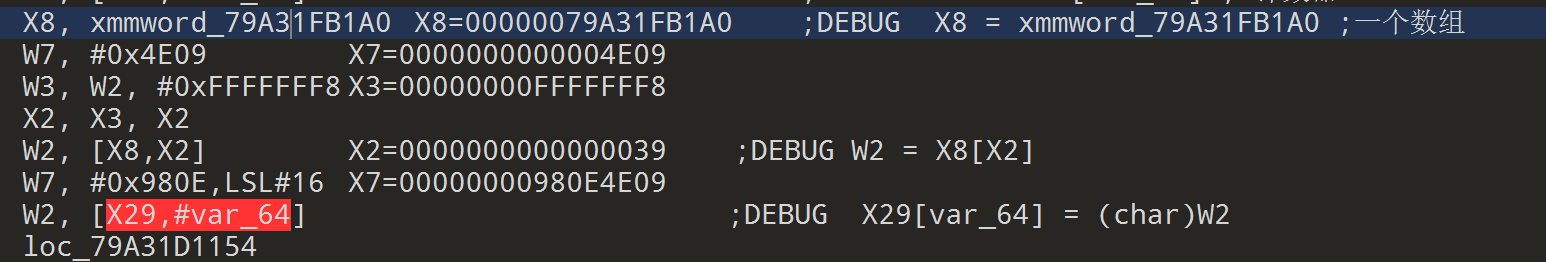 X8, xmmword_79A31FB1A0 X8=00000079A31FB1A0 ;DEBUG X8 = xmmword_79A31FB1A0 ;一个数组
W7, #0x4E09 X7=0000000000004E09
W3, W2, #0xFFFFFFF8 X3=00000000FFFFFFF8
X2, X3, X2
W2, [X8,X2] X2=0000000000000039 ;DEBUG W2 = X8[X2]
W7, #0x980E,LSL#16 X7=00000000980E4E09
W2, [X29,#var_64] ;DEBUG X29[var_64] = (char)W2
loc_79A31D1154